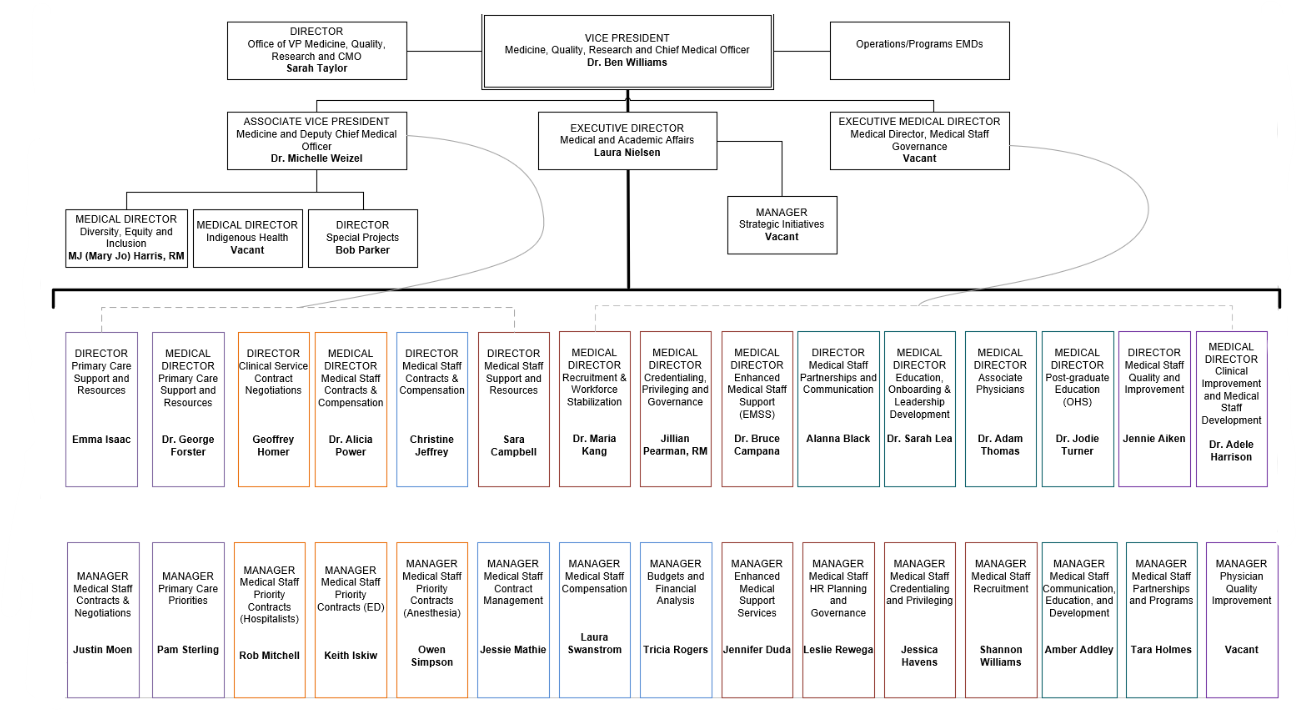 DIRECTOR
Office of VP Medicine, Quality,
Research and CMO
Sarah Taylor
VICE PRESIDENT
Medicine, Quality, Research and Chief Medical Officer
Dr. Ben Williams
Operations/Programs EMDs
ASSOCIATE VICE PRESIDENT
Medicine and Deputy Chief Medical
Officer
Dr. Michelle Weizel
EXECUTIVE DIRECTOR
Medical and Academic Affairs
Laura Nielsen
EXECUTIVE MEDICAL DIRECTOR
Medical Director, Medical Staff
Governance
Vacant
MEDICAL DIRECTOR
Diversity, Equity and
Inclusion
MJ (Mary Jo) Harris, RM
MEDICAL DIRECTOR
Indigenous Health
Vacant
DIRECTOR
Special Projects
Bob Parker
MANAGER
Strategic Initiatives
Vacant
DIRECTOR
Primary Care
Support and
Resources
Emma Isaac
MEDICAL
DIRECTOR
Primary Care
Support and
Resources
Dr. George
Forster
DIRECTOR
Clinical Service
Contract
Negotiations
Geoffrey
Homer
MEDICAL
DIRECTOR
Medical Staff
Contracts &
Compensation
Dr. Alicia
Power
DIRECTOR
Medical Staff
Contracts &
Compensation
Christine
Jeffrey
DIRECTOR
Medical Staff
Support and
Resources
Sara
Campbell
MEDICAL
DIRECTOR
Recruitment &
Workforce
Stabilization
Dr. Maria
Kang
MEDICAL
DIRECTOR
Credentialing,
Privileging and
Governance
Jillian
Pearman, RM
MEDICAL
DIRECTOR
Enhanced
Medical Staff
Support
(EMSS)
Dr. Bruce
Campana
DIRECTOR
Medical Staff
Partnerships and
Communication
Alanna Black
MEDICAL
DIRECTOR
Education,
Onboarding &
Leadership
Development
Dr. Sarah Lea
MEDICAL
DIRECTOR
Associate
Physicians
Dr. Adam
Thomas
MEDICAL
DIRECTOR
Post-graduate
Education
(OHS)
Dr. Jodie
Turner
DIRECTOR
Medical Staff
Quality and
Improvement
Jennie Aiken
MEDICAL
DIRECTOR
Clinical
Improvement
and Medical
Staff
Development
Dr. Adele
Harrison
MANAGER
Medical Staff
Contracts &
Negotiations
Justin Moen
MANAGER
Primary Care
Priorities
Pam Sterling
MANAGER
Medical Staff
Priority
Contracts
(Hospitalists)
Rob Mitchell
MANAGER
Medical Staff
Priority
Contracts (ED)
Keith Iskiw
MANAGER
Medical Staff
Priority
Contracts
(Anesthesia)
Owen
Simpson
MANAGER
Medical Staff
Contract
Management
Jessie Mathie
MANAGER
Medical Staff
Compensation
Laura
Swanstrom
MANAGER
Budgets and
Financial
Analysis
Tricia Rogers
MANAGER
Enhanced
Medical
Support
Services
Jennifer Duda
MANAGER
Medical Staff
HR Planning
and
Governance
Leslie Rewega
MANAGER
Medical Staff
Credentialing
and Privileging
Jessica
Havens
MANAGER
Medical Staff
Recruitment
Shannon
Williams
MANAGER
Medical Staff
Communication,
Education, and
Development
Amber Addley
MANAGER
Medical Staff
Partnerships
and Programs
Tara Holmes
MANAGER
Physician
Quality
Improvement
Vacant